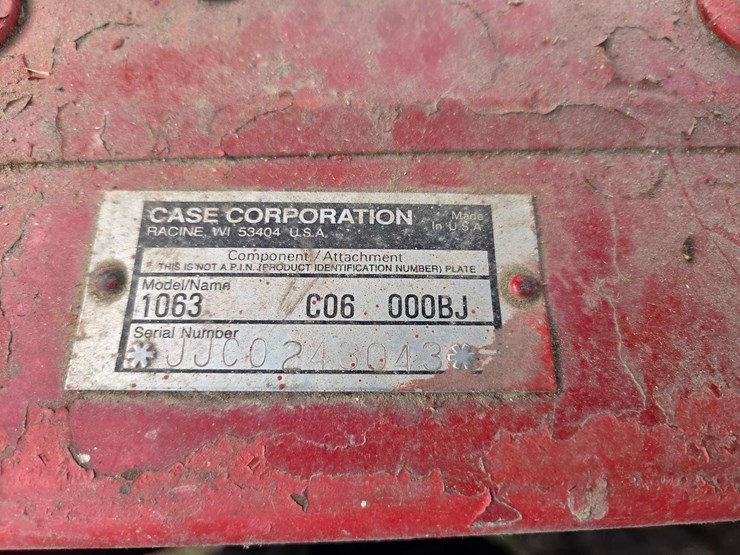 CASE CORPORATION
RACINE, WI 53404 U.S.A.
Made
In U.S.A
Component / Attachment
THIS IS NOT A P.I.N. (PRODUCT IDENTIFICATION NUMBER) PLATE
Model/Name
1063 C06 000BJ
Serial Number